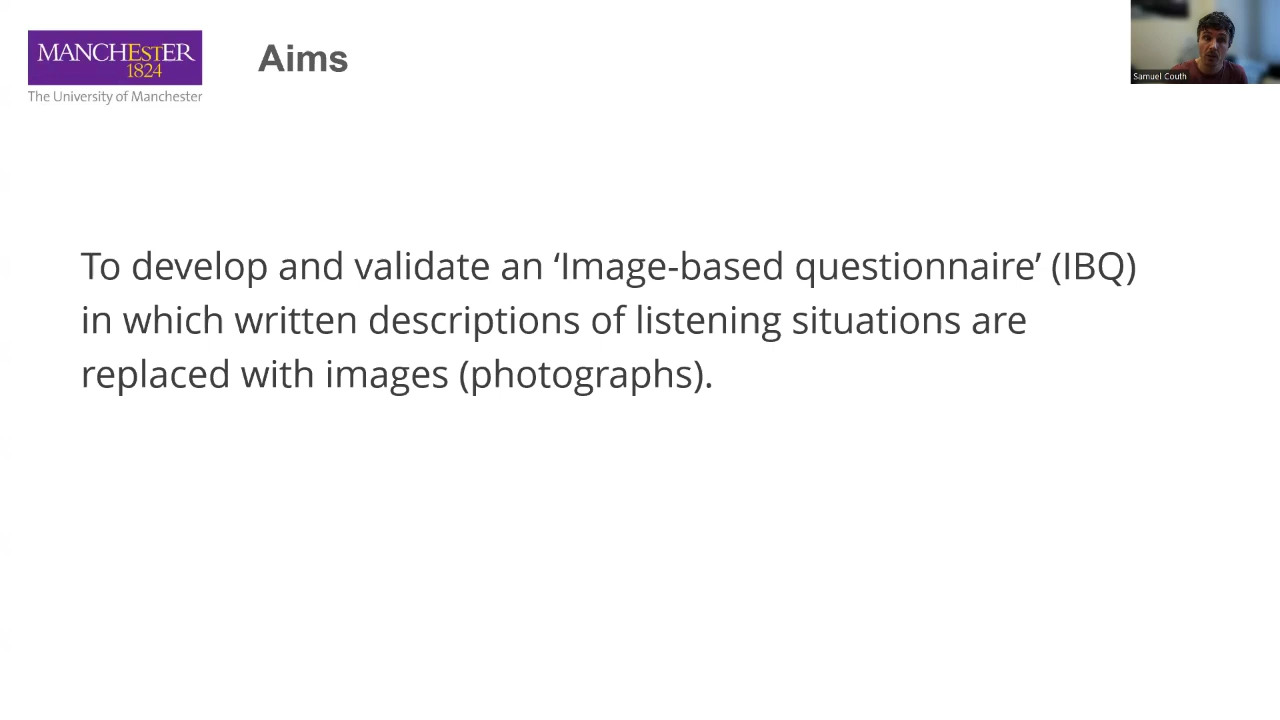 MANCHESTER
1824
The University of Manchester
Aims
Samuel Couth
To develop and validate an ‘Image-based questionnaire’ (IBQ)
in which written descriptions of listening situations are
replaced with images (photographs).